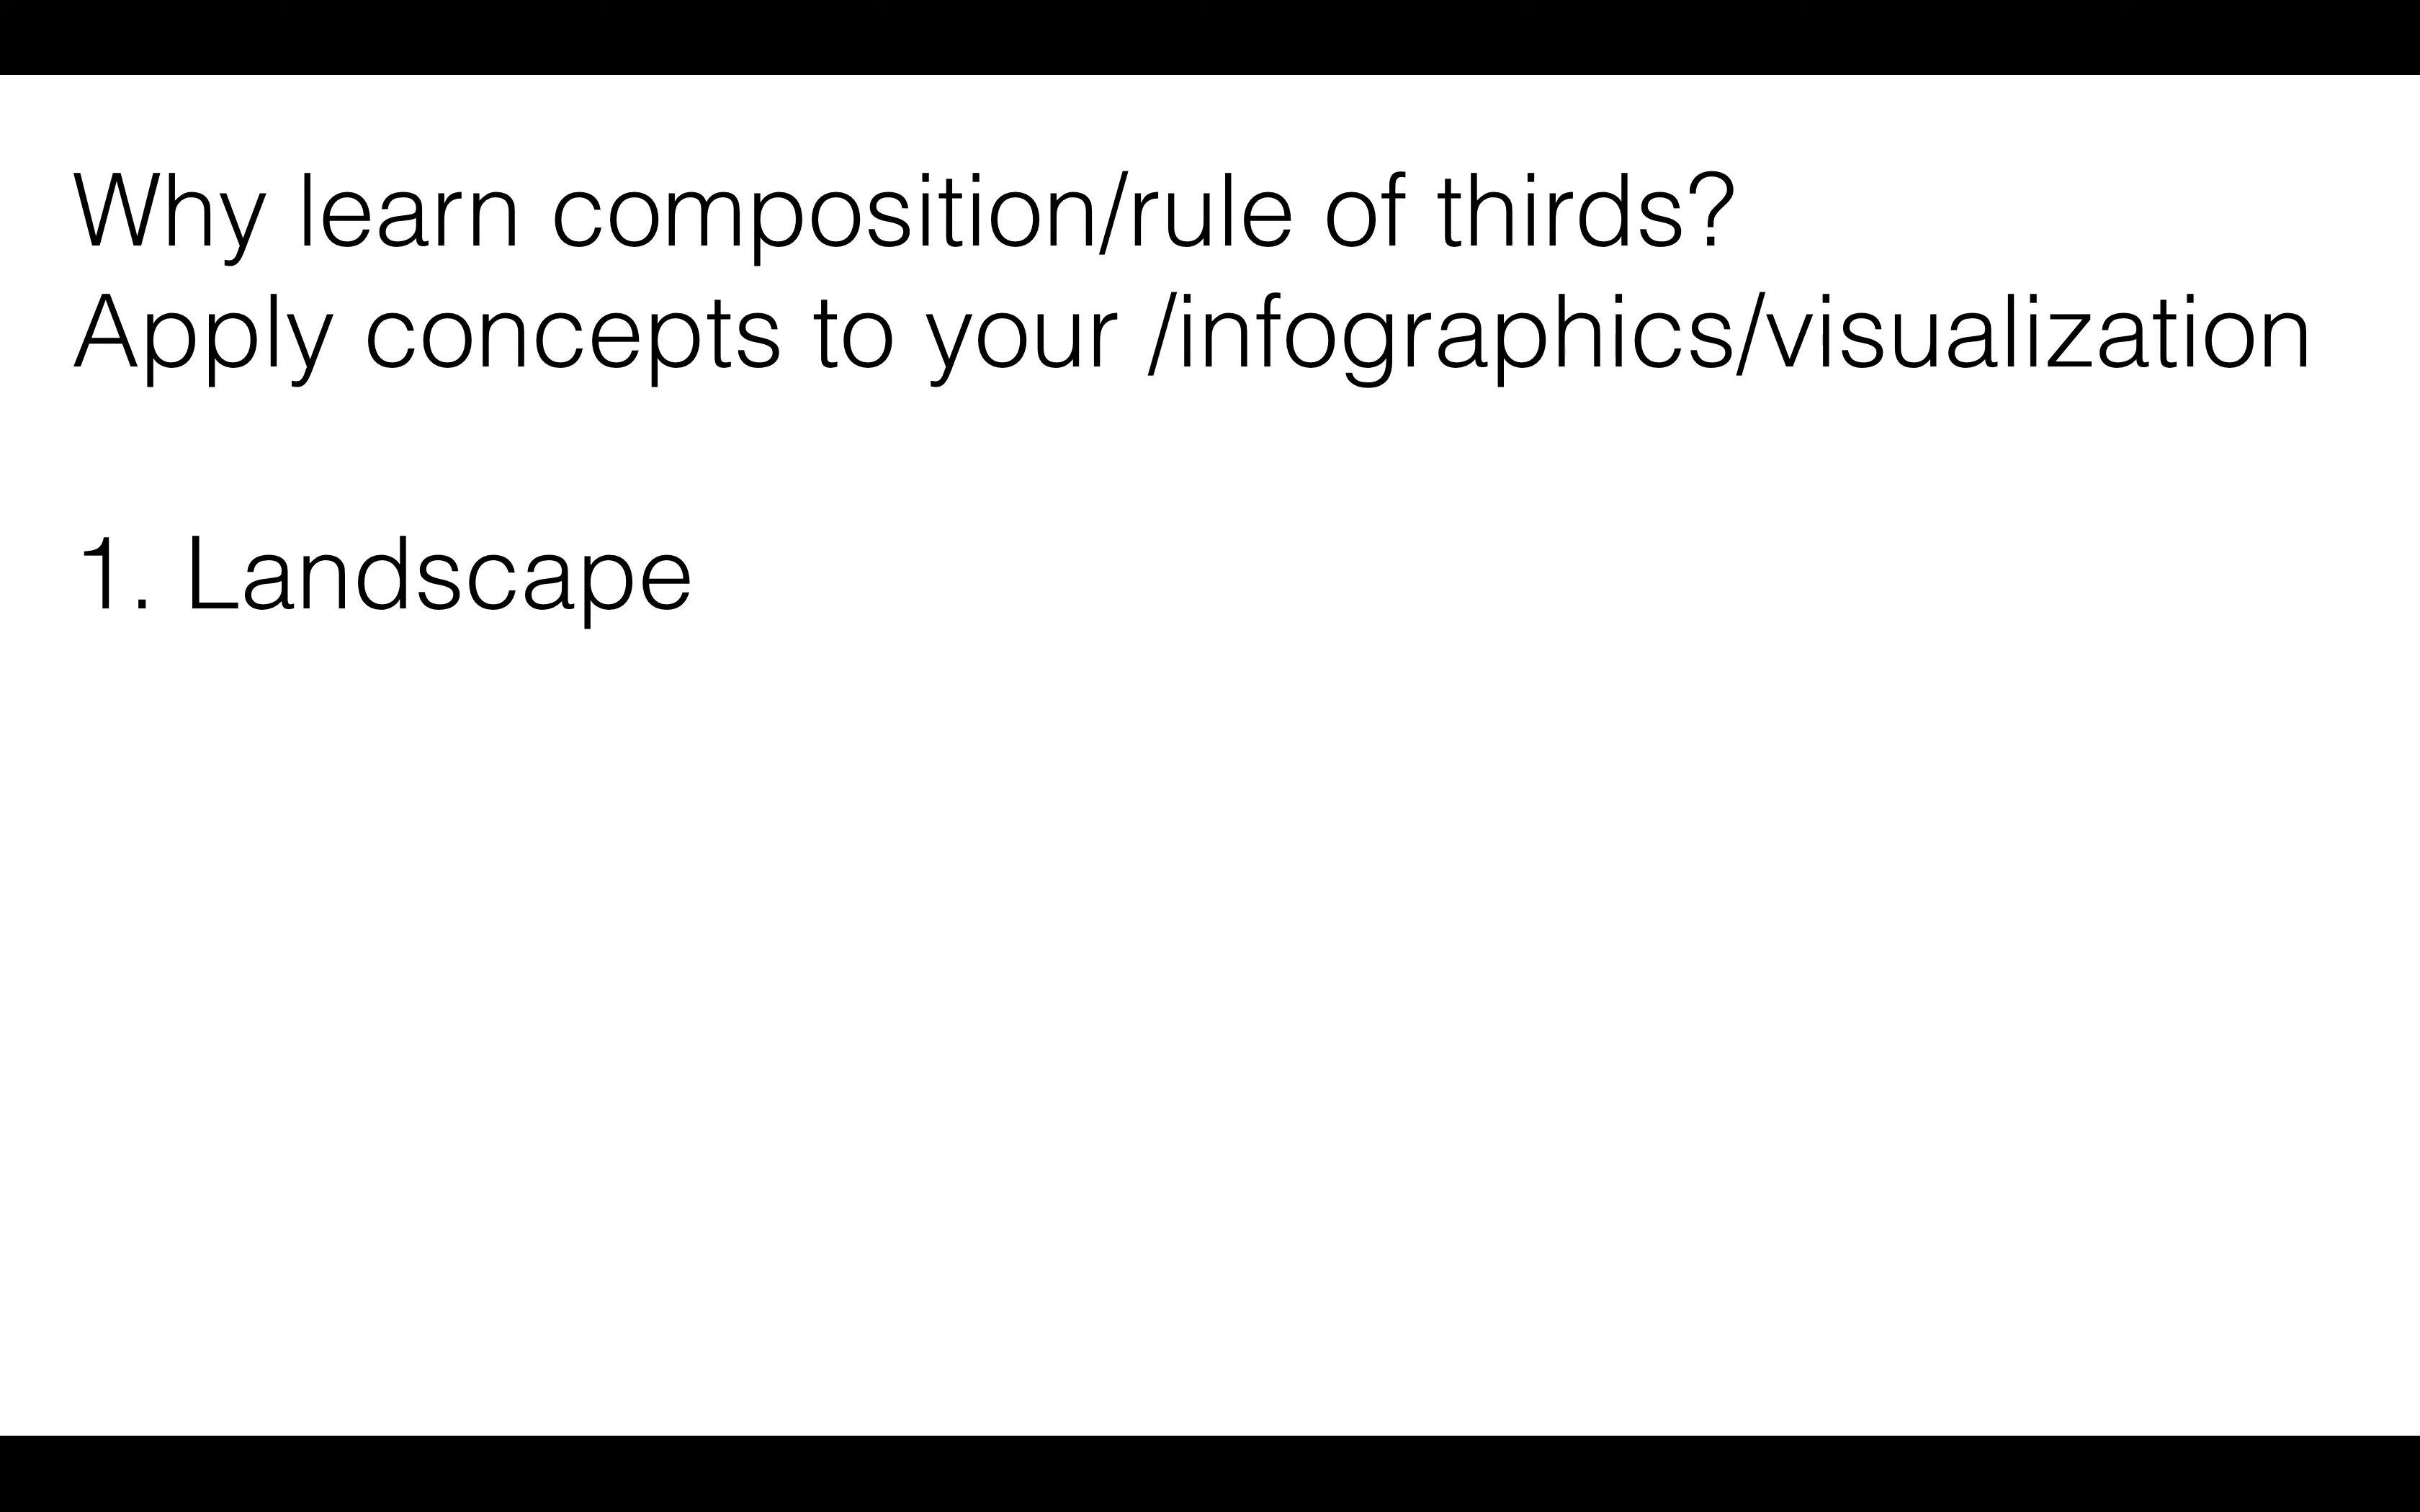 Why learn composition/rule of thirds?
Apply concepts to your /infographics/visualization
1. Landscape